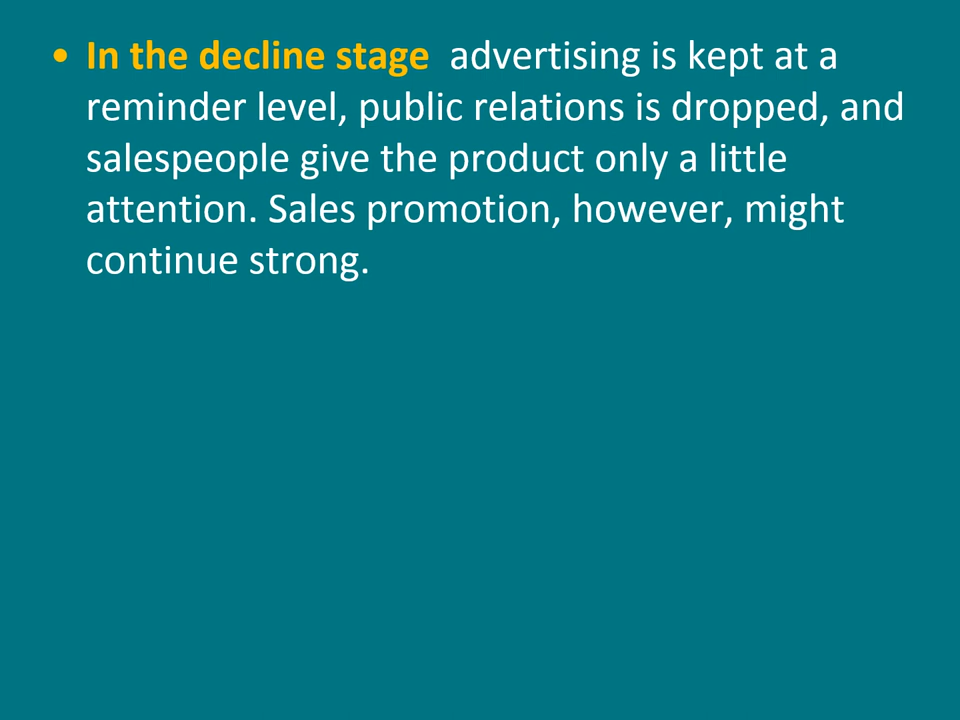 • In the decline stage  advertising is kept at a
reminder level, public relations is dropped, and
salespeople give the product only a little
attention. Sales promotion, however, might
continue strong.